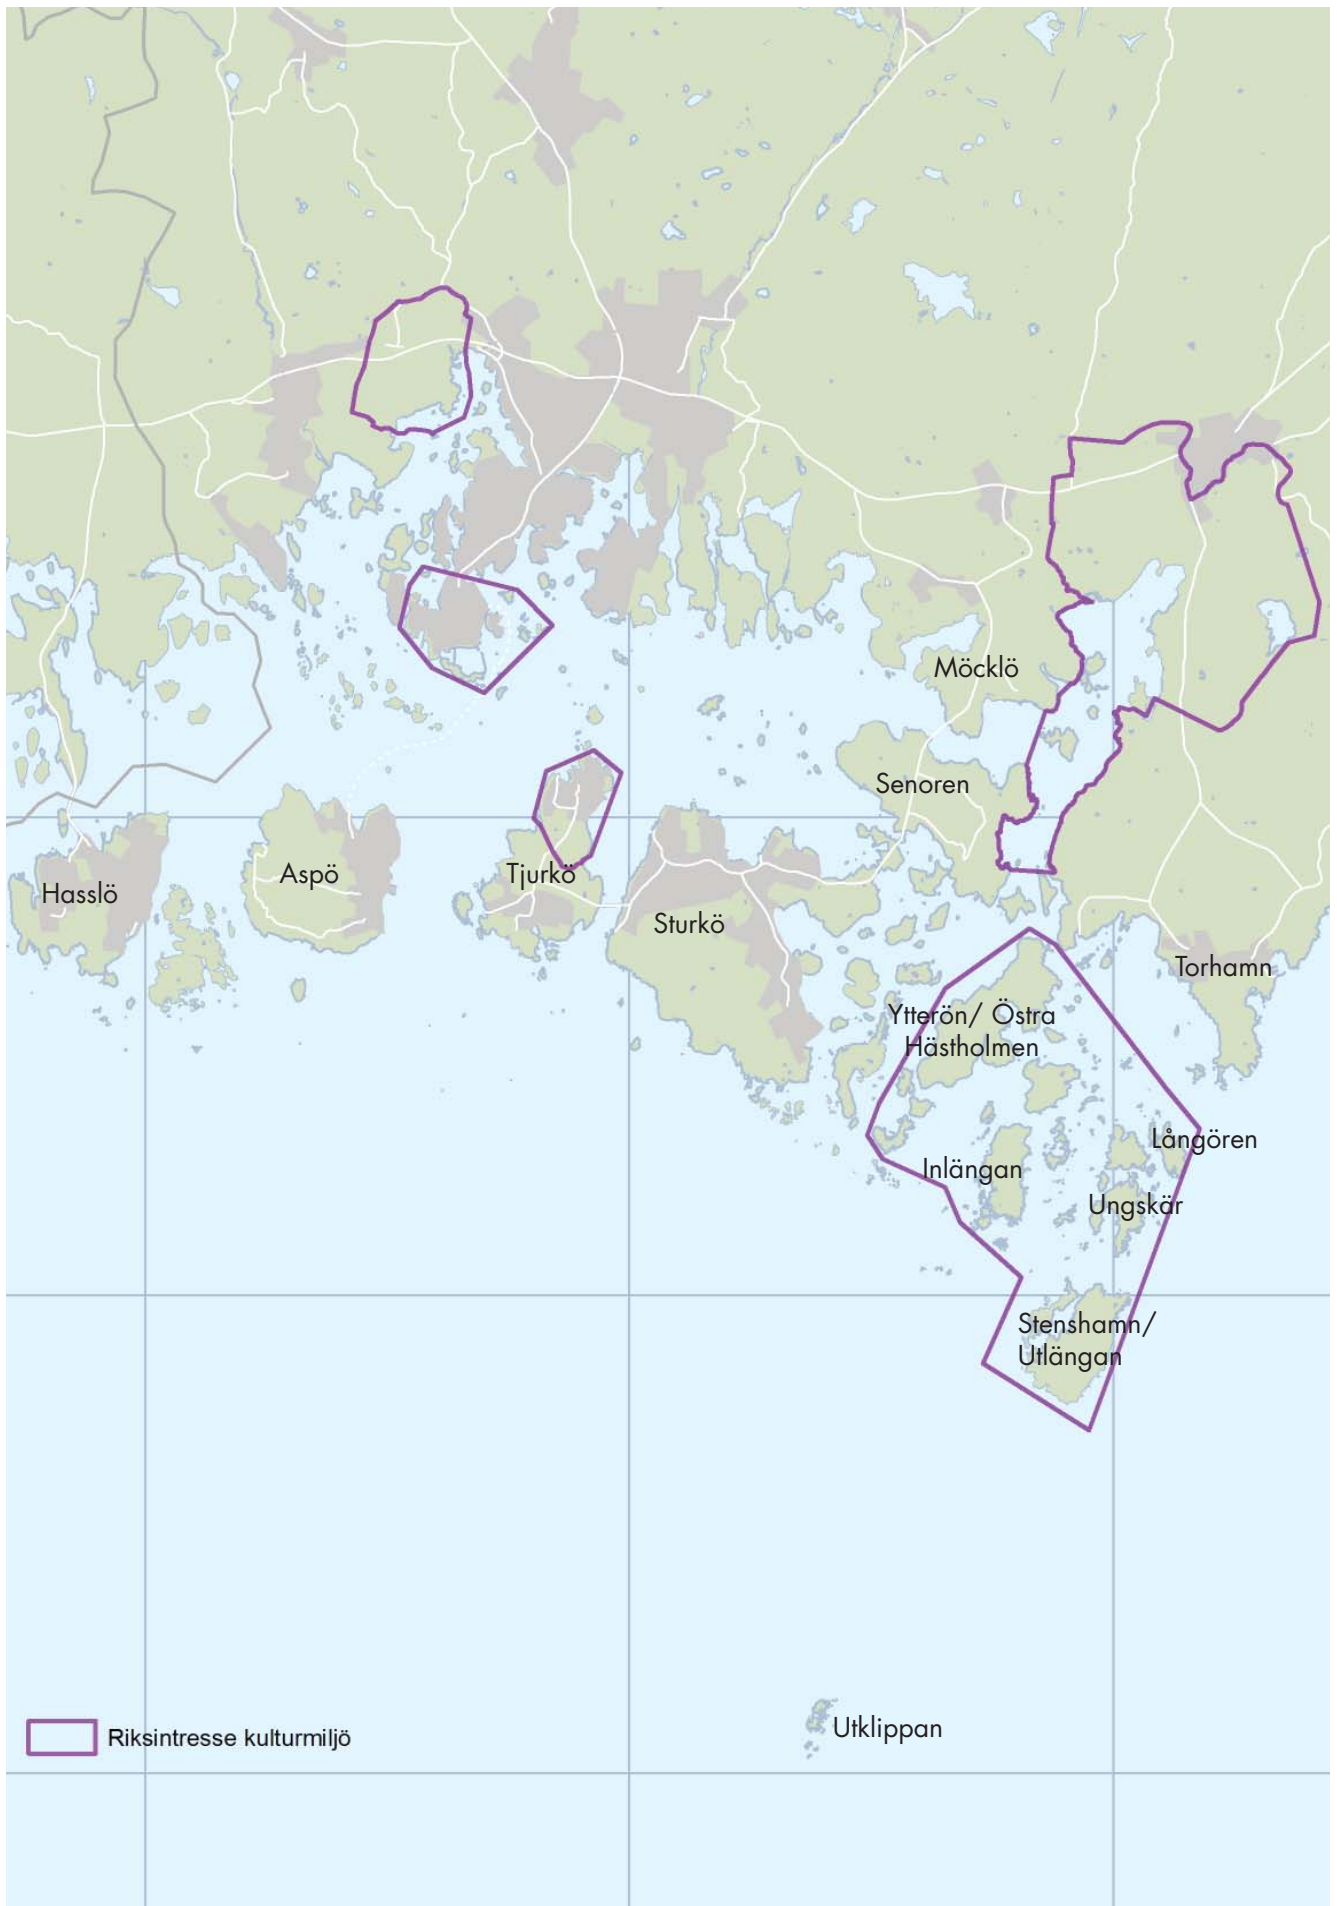 Möcklö
Senoren
Hasslö
Aspö
Tjurkö
Sturkö
Torhamn
Ytterön/ Östra
Hästholmen
Långören
Inlängan
Ungskär
Stenshamn/
Utlängan
Utklippan
Riksintresse kulturmiljö